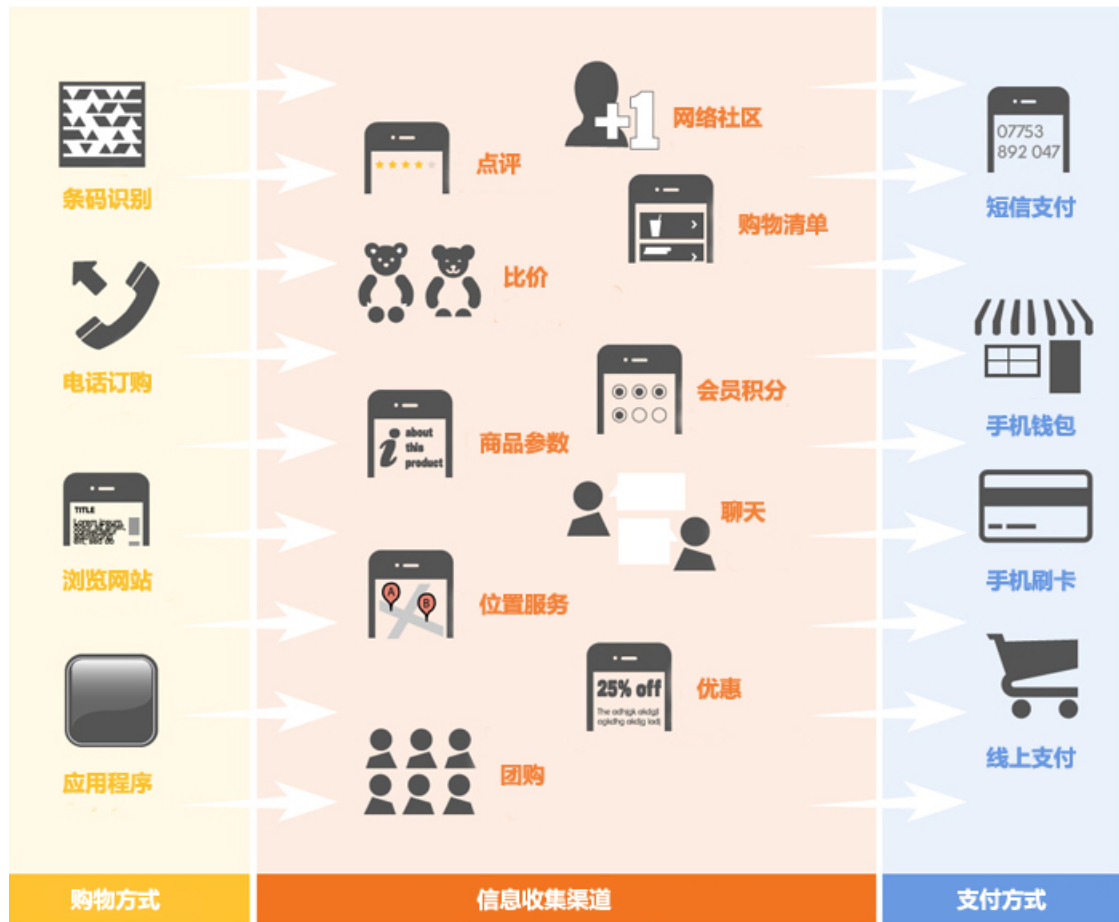 条码识别
电话订购
TITLE
浏览网站
应用程序
购物方式
+1
网络社区
点评
购物清单
比价
会员积分
i about
this
product
商品参数
聊天
A
B
位置服务
25% off
优惠
团购
信息收集渠道
07753
892 047
短信支付
手机钱包
手机刷卡
线上支付
支付方式